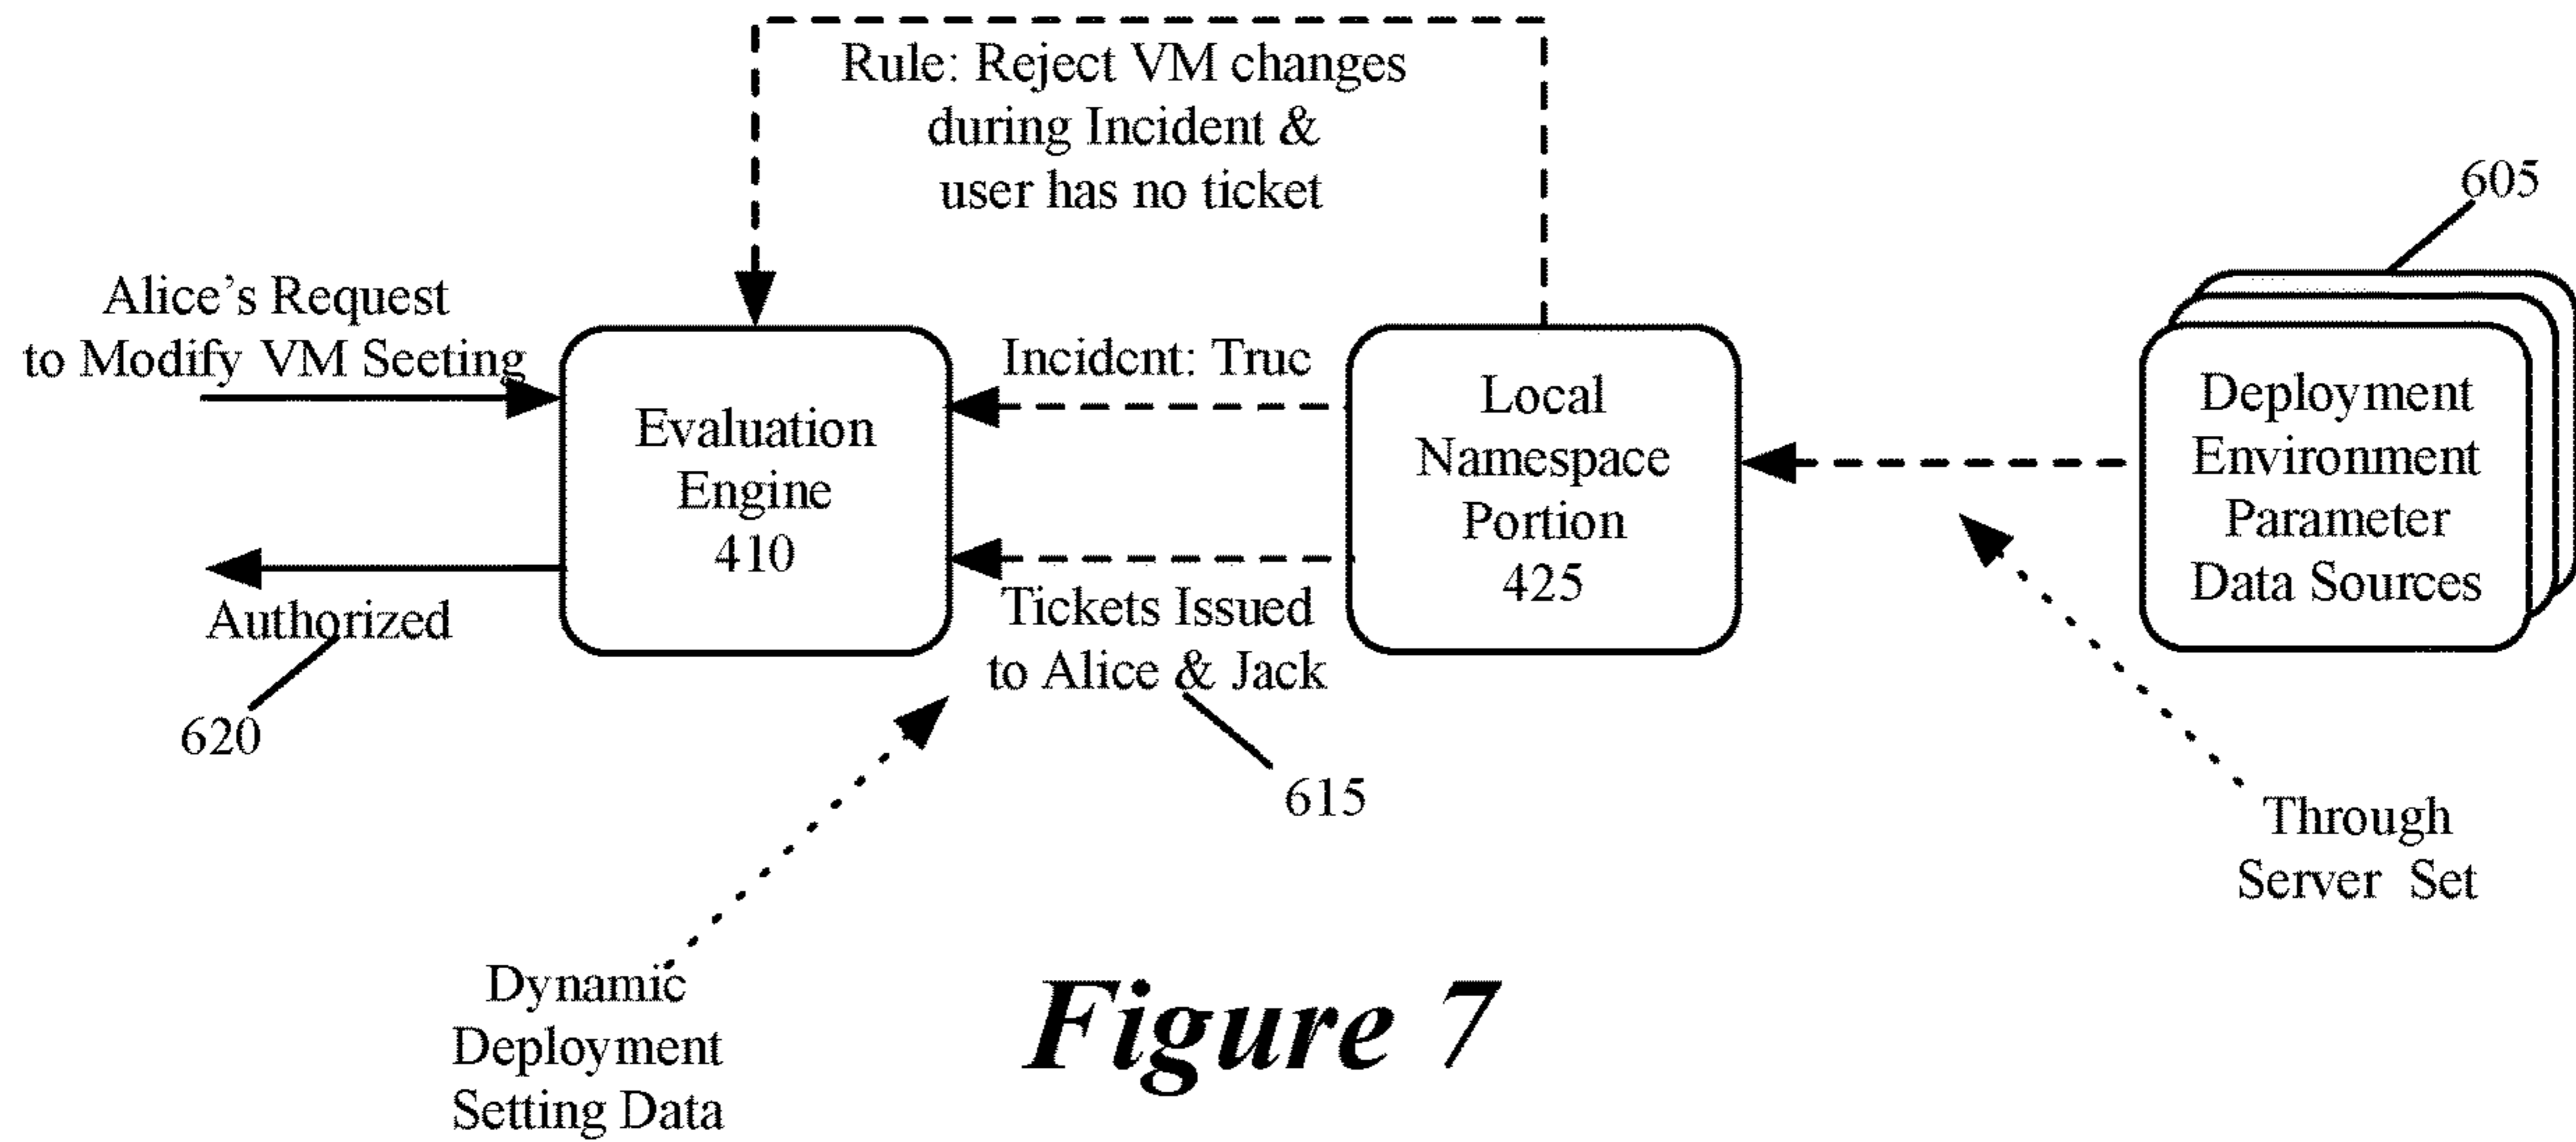 Rule: Reject VM changes
during Incident &
user has no ticket
605
Alice's Request
to Modify VM Seeting
Evaluation
Engine
410
Authorized
620
Incident: True
Tickets Issued
to Alice & Jack
615
Local
Namespace
Portion
425
Deployment
Environment
Parameter
Data Sources
Through
Server Set
Dynamic
Deployment
Setting Data
Figure 7